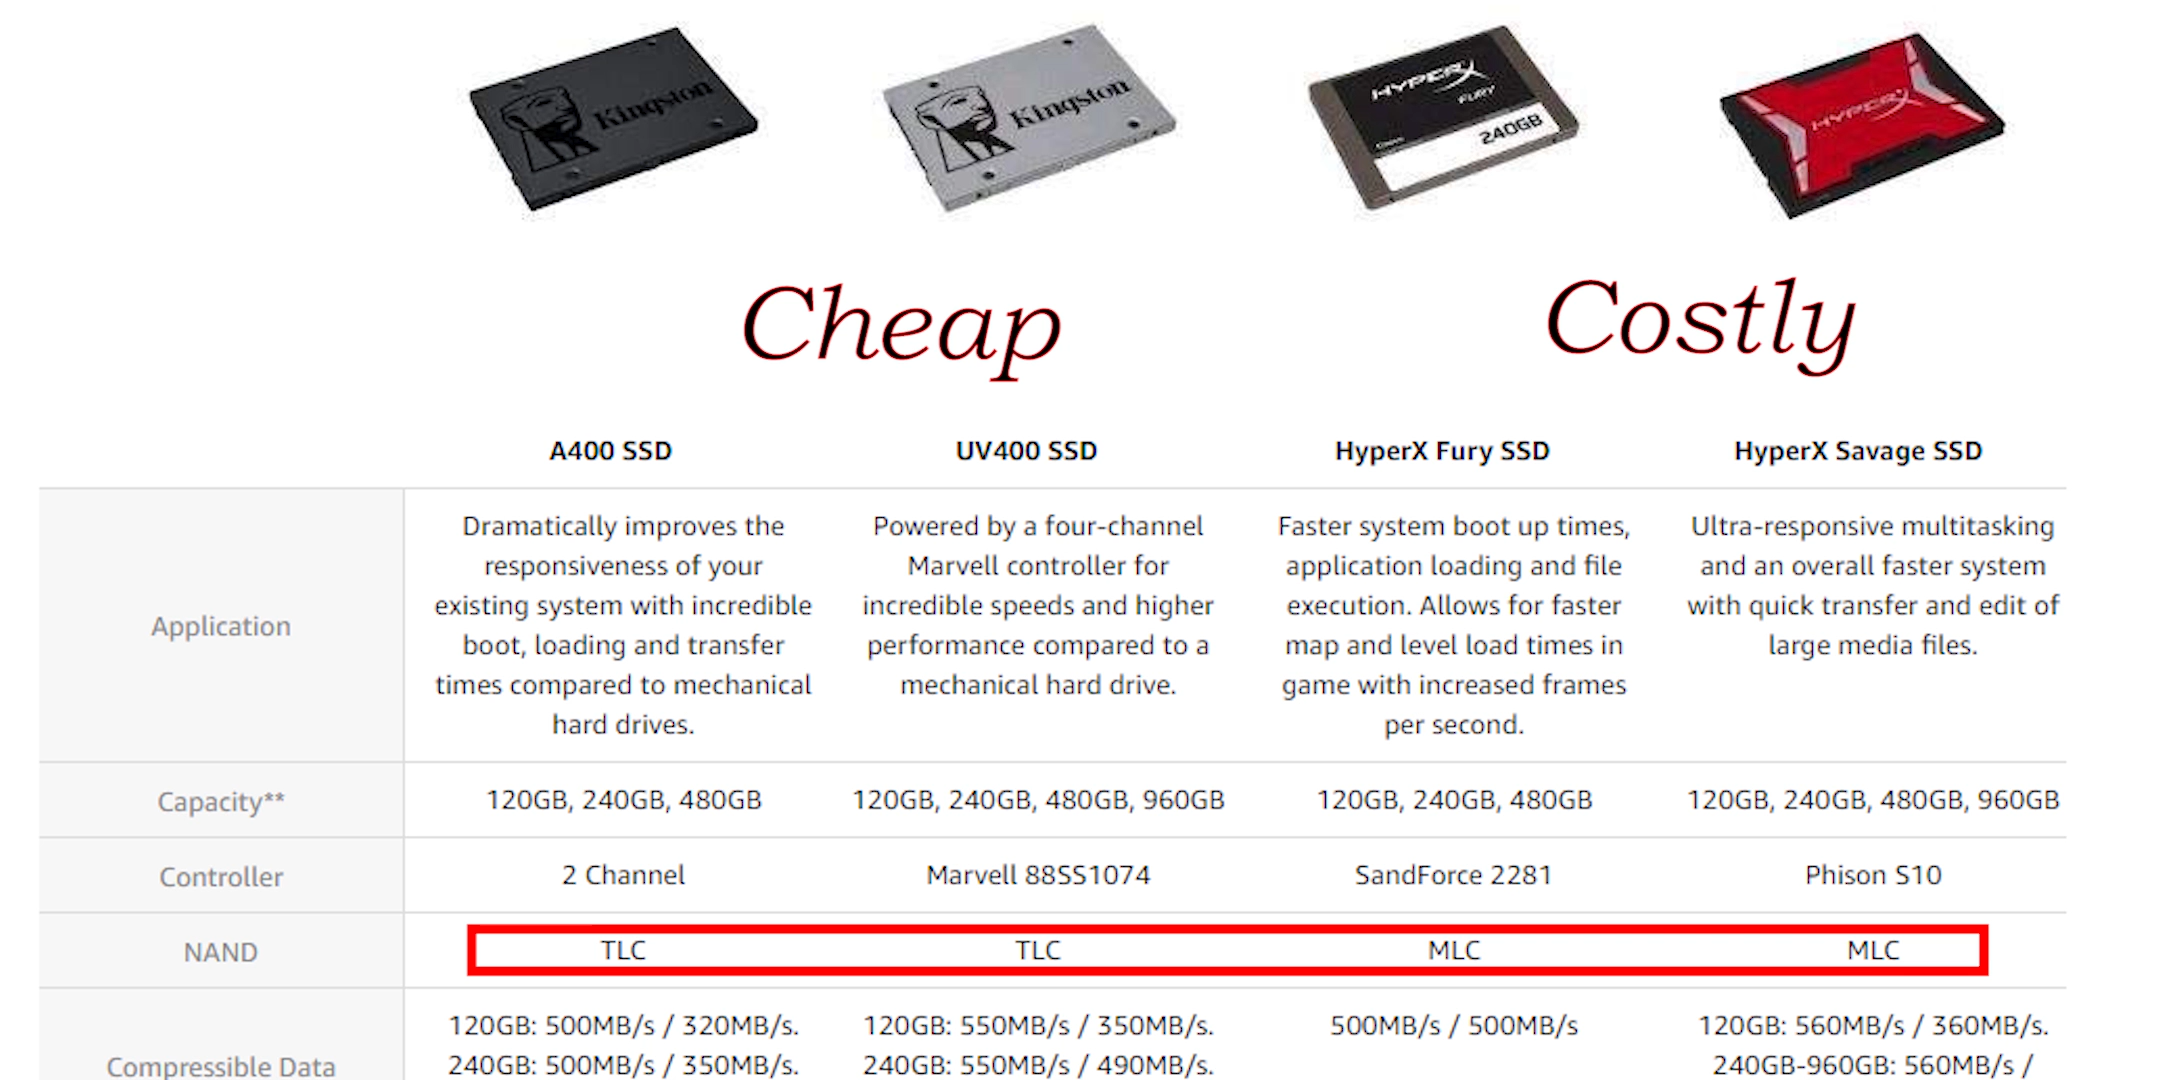 Kingston
Kingston
HYPERX
FURY
240GB
HYPERX
Cheap
Costly
A400 SSD
UV400 SSD
HyperX Fury SSD
HyperX Savage SSD
Application
Dramatically improves the
responsiveness of your
existing system with incredible
boot, loading and transfer
times compared to mechanical
hard drives.
Powered by a four-channel
Marvell controller for
incredible speeds and higher
performance compared to a
mechanical hard drive.
Faster system boot up times,
application loading and file
execution. Allows for faster
map and level load times in
game with increased frames
per second.
Ultra-responsive multitasking
and an overall faster system
with quick transfer and edit of
large media files.
Capacity**
120GB, 240GB, 480GB
120GB, 240GB, 480GB, 960GB
120GB, 240GB, 480GB
120GB, 240GB, 480GB, 960GB
Controller
2 Channel
Marvell 88SS1074
SandForce 2281
Phison S10
NAND
TLC
TLC
MLC
MLC
Compressible Data
120GB: 500MB/s / 320MB/s.
240GB: 500MB/s / 350MB/s.
120GB: 550MB/s / 350MB/s.
240GB: 550MB/s / 490MB/s.
500MB/s / 500MB/s
120GB: 560MB/s / 360MB/s.
240GB-960GB: 560MB/s /